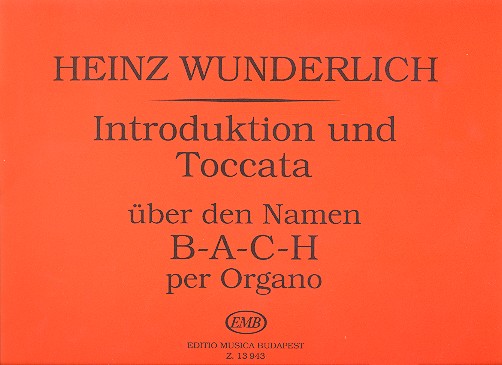 HEINZ WUNDERLICH
Introduktion und
Toccata
über den Namen
B-A-C-H
per Organo
EMB
EDITIO MUSICA BUDAPEST
Z. 13 943